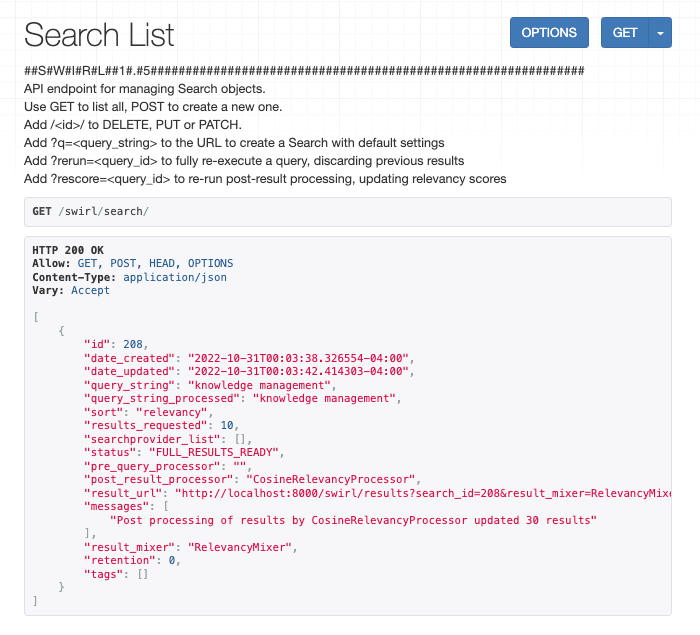 Search List
OPTIONS
GET
##S#W#I#R#L##1#.#5##############################################################
API endpoint for managing Search objects.
Use GET to list all, POST to create a new one.
Add /<id>/ to DELETE, PUT or PATCH.
Add ?q=<query_string> to the URL to create a Search with default settings
Add ?rerun=<query_id> to fully re-execute a query, discarding previous results
Add ?rescore=<query_id> to re-run post-result processing, updating relevancy scores
GET /swirl/search/
HTTP 200 OK
Allow: GET, POST, HEAD, OPTIONS
Content-Type: application/json
Vary: Accept
[
{
"id": 208,
"date_created": "2022-10-31T00:03:38.326554-04:00",
"date_updated": "2022-10-31T00:03:42.414303-04:00",
"query_string": "knowledge management",
"query_string_processed": "knowledge management",
"sort": "relevancy",
"results_requested": 10,
"searchprovider_list": [],
"status": "FULL_RESULTS_READY",
"pre_query_processor": "",
"post_result_processor": "CosineRelevancyProcessor",
"result_url": "http://localhost:8000/swirl/results?search_id=208&result_mixer=RelevancyMixe
"messages": [
"Post processing of results by CosineRelevancyProcessor updated 30 results"
],
"result_mixer": "RelevancyMixer",
"retention": 0,
"tags": []
}
]